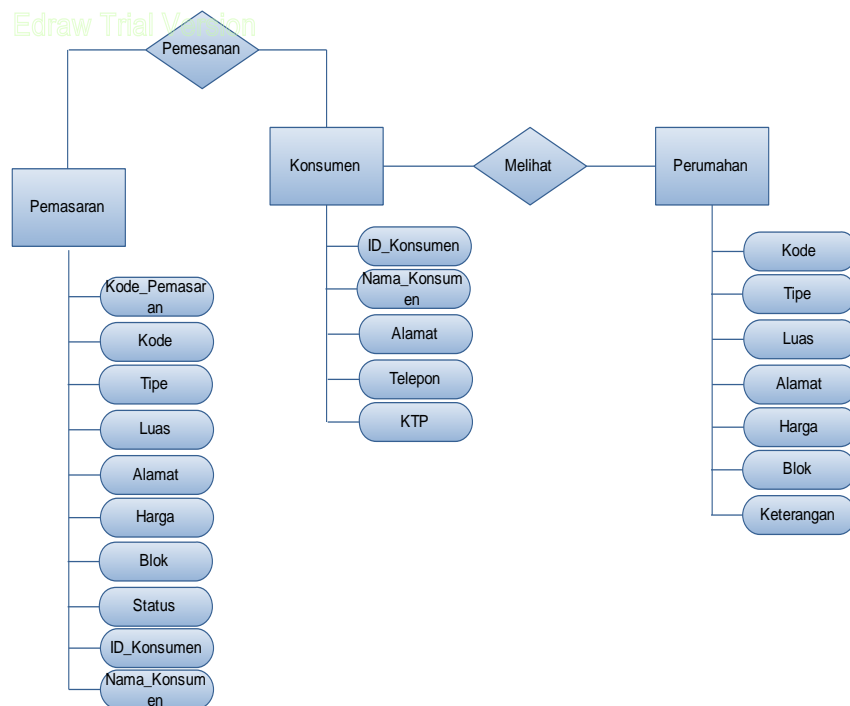 Edraw Trial Version
Pemesanan
Konsumen
Melihat
Perumahan
Pemasaran
ID_Konsumen
Nama_Konsum
en
Alamat
Telepon
KTP
Kode
Tipe
Luas
Alamat
Harga
Blok
Keterangan
Kode_Pemasar
an
Kode
Tipe
Luas
Alamat
Harga
Blok
Status
ID_Konsumen
Nama_Konsum
en